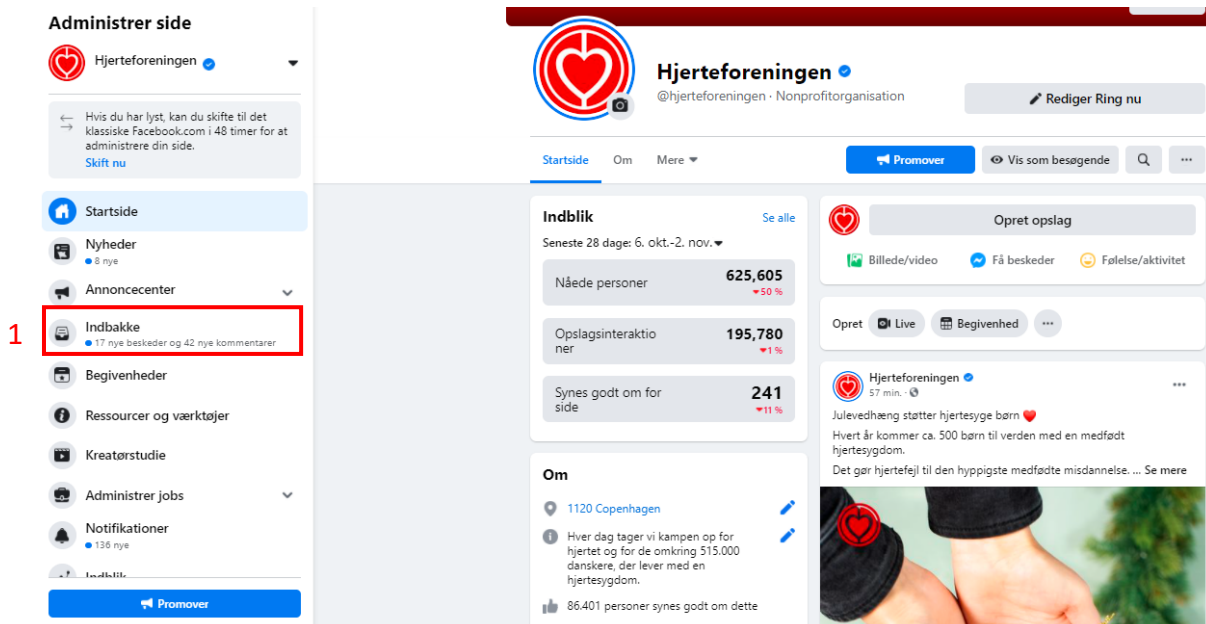 Administrer side
Hjerteforeningen
Hvis du har lyst, kan du skifte til det
klassiske Facebook.com i 48 timer for at
administrere din side.
Skift nu
Startside
Nyheder
8 nye
Annoncecenter
1
Indbakke
17 nye beskeder og 42 nye kommentarer
Begivenheder
Ressourcer og værktøjer
Kreatørstudie
Administrer jobs
Notifikationer
136 nye
Indblik
Promover
Hjerteforeningen
@hjerteforeningen · Nonprofitorganisation
Rediger Ring nu
Startside Om Mere
Promover Vis som besøgende ···
Indblik Se alle
Seneste 28 dage: 6. okt.-2. nov.
Nåede personer 625,605
50 %
Opslagsinteraktio 195,780
ner 1 %
Synes godt om for 241
side 11 %
Om
1120 Copenhagen
Hver dag tager vi kampen op for
hjertet og for de omkring 515.000
danskere, der lever med en
hjertesygdom.
86.401 personer synes godt om dette
Opret opslag
Billede/video Få beskeder Følelse/aktivitet
Opret Live Begivenhed ···
Hjerteforeningen ···
57 min. ·
Julevedhæng støtter hjertesyge børn ❤️
Hvert år kommer ca. 500 børn til verden med en medfødt
hjertesygdom.
Det gør hjertefejl til den hyppigste medfødte misdannelse. ... Se mere